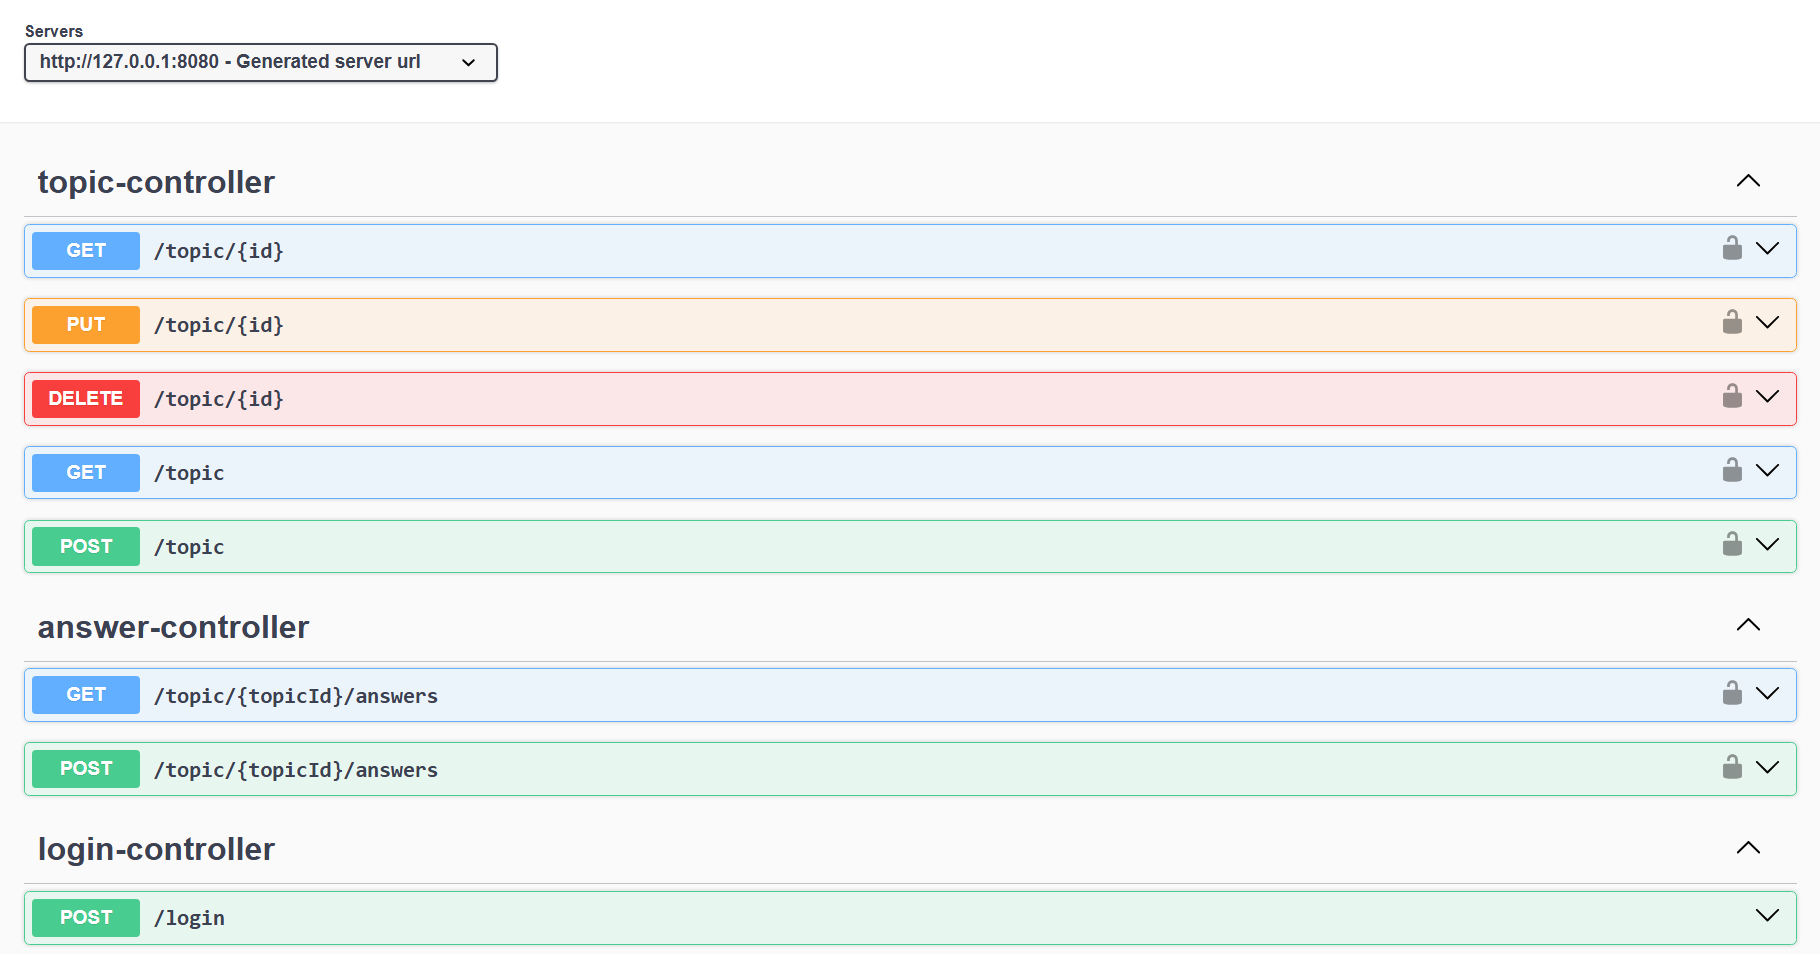 Servers
http://127.0.0.1:8080 - Generated server url
topic-controller
GET /topic/{id}
PUT /topic/{id}
DELETE /topic/{id}
GET /topic
POST /topic
answer-controller
GET /topic/{topicId}/answers
POST /topic/{topicId}/answers
login-controller
POST /login